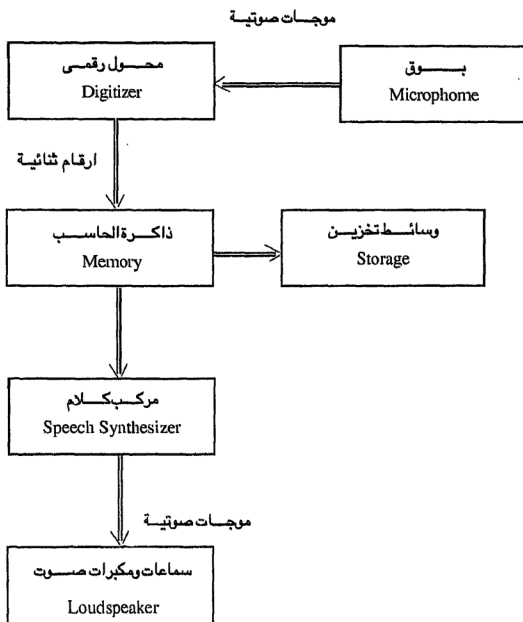 موجات صوتية
بوق
Microphome
محول رقمى
Digitizer
ارقام ثنائية
ذاكرة الحاسب
Memory
وسائط تخزين
Storage
مركب كلام
Speech Synthesizer
موجات صوتية
سماعات ومكبرات صوت
Loudspeaker